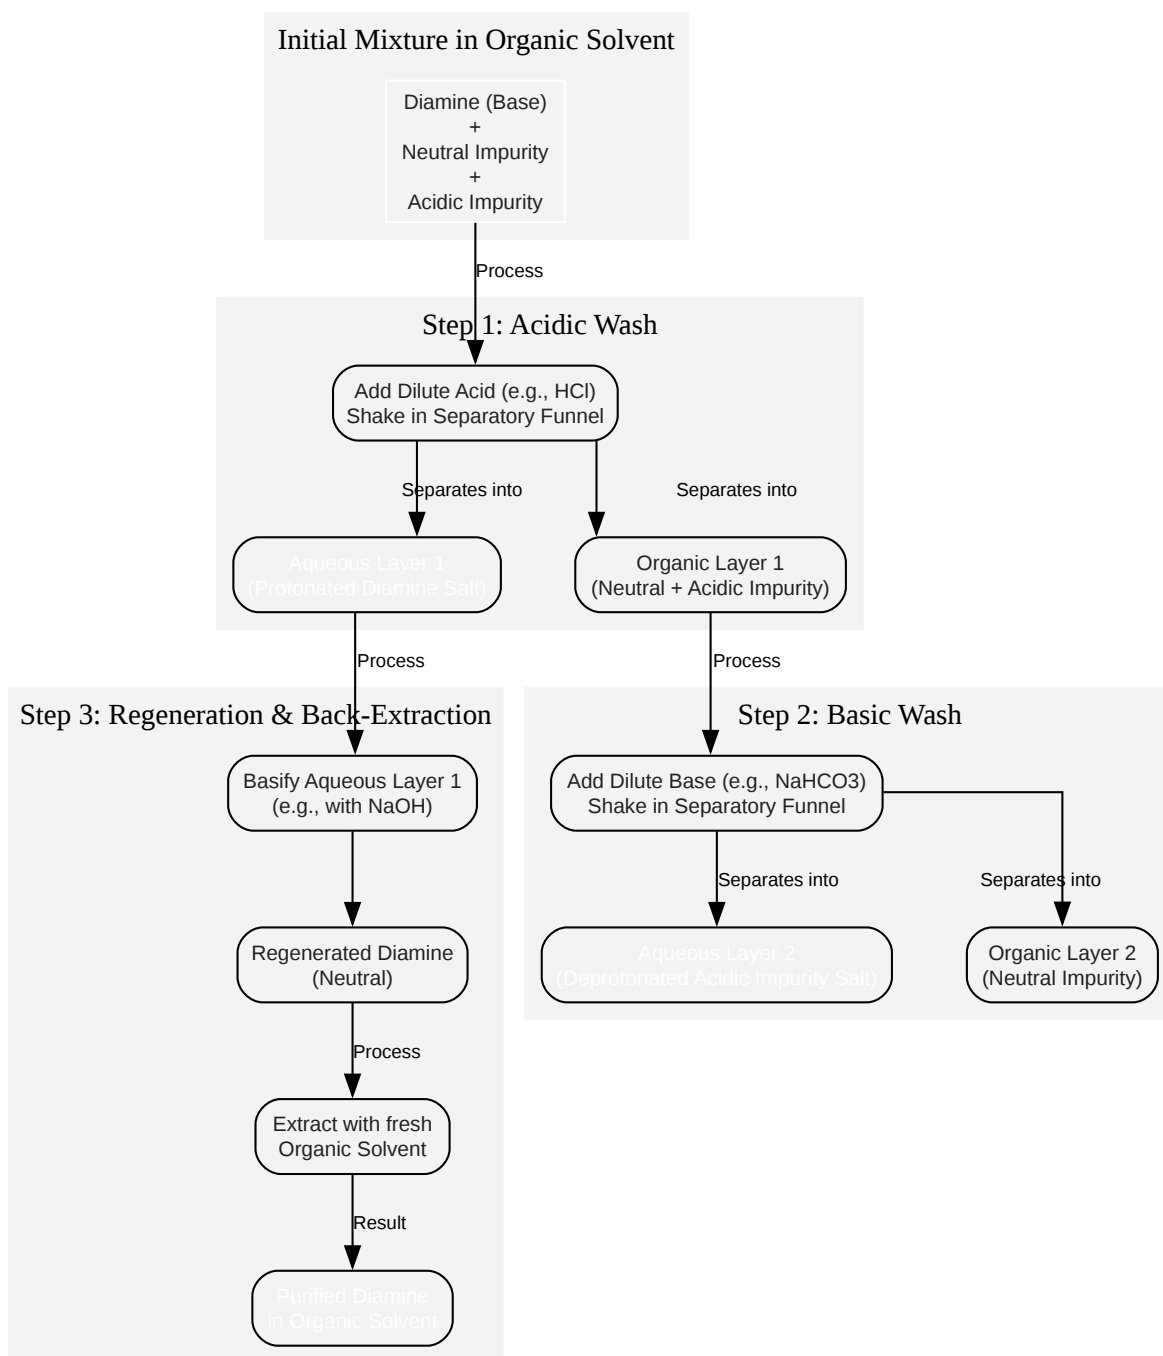 Initial Mixture in Organic Solvent
Diamine (Base)
+
Neutral Impurity
+
Acidic Impurity
Process
Step 1: Acidic Wash
Add Dilute Acid (e.g., HCl)
Shake in Separatory Funnel
Separates into
Separates into
Aqueous Layer 1
(Protonated Diamine Salt)
Organic Layer 1
(Neutral + Acidic Impurity)
Process
Process
Step 3: Regeneration & Back-Extraction
Basify Aqueous Layer 1
(e.g., with NaOH)
Regenerated Diamine
(Neutral)
Process
Extract with fresh
Organic Solvent
Result
Purified Diamine
in Organic Solvent
Step 2: Basic Wash
Add Dilute Base (e.g., NaHCO3)
Shake in Separatory Funnel
Separates into
Separates into
Aqueous Layer 2
(Deprotonated Acidic Impurity Salt)
Organic Layer 2
(Neutral Impurity)